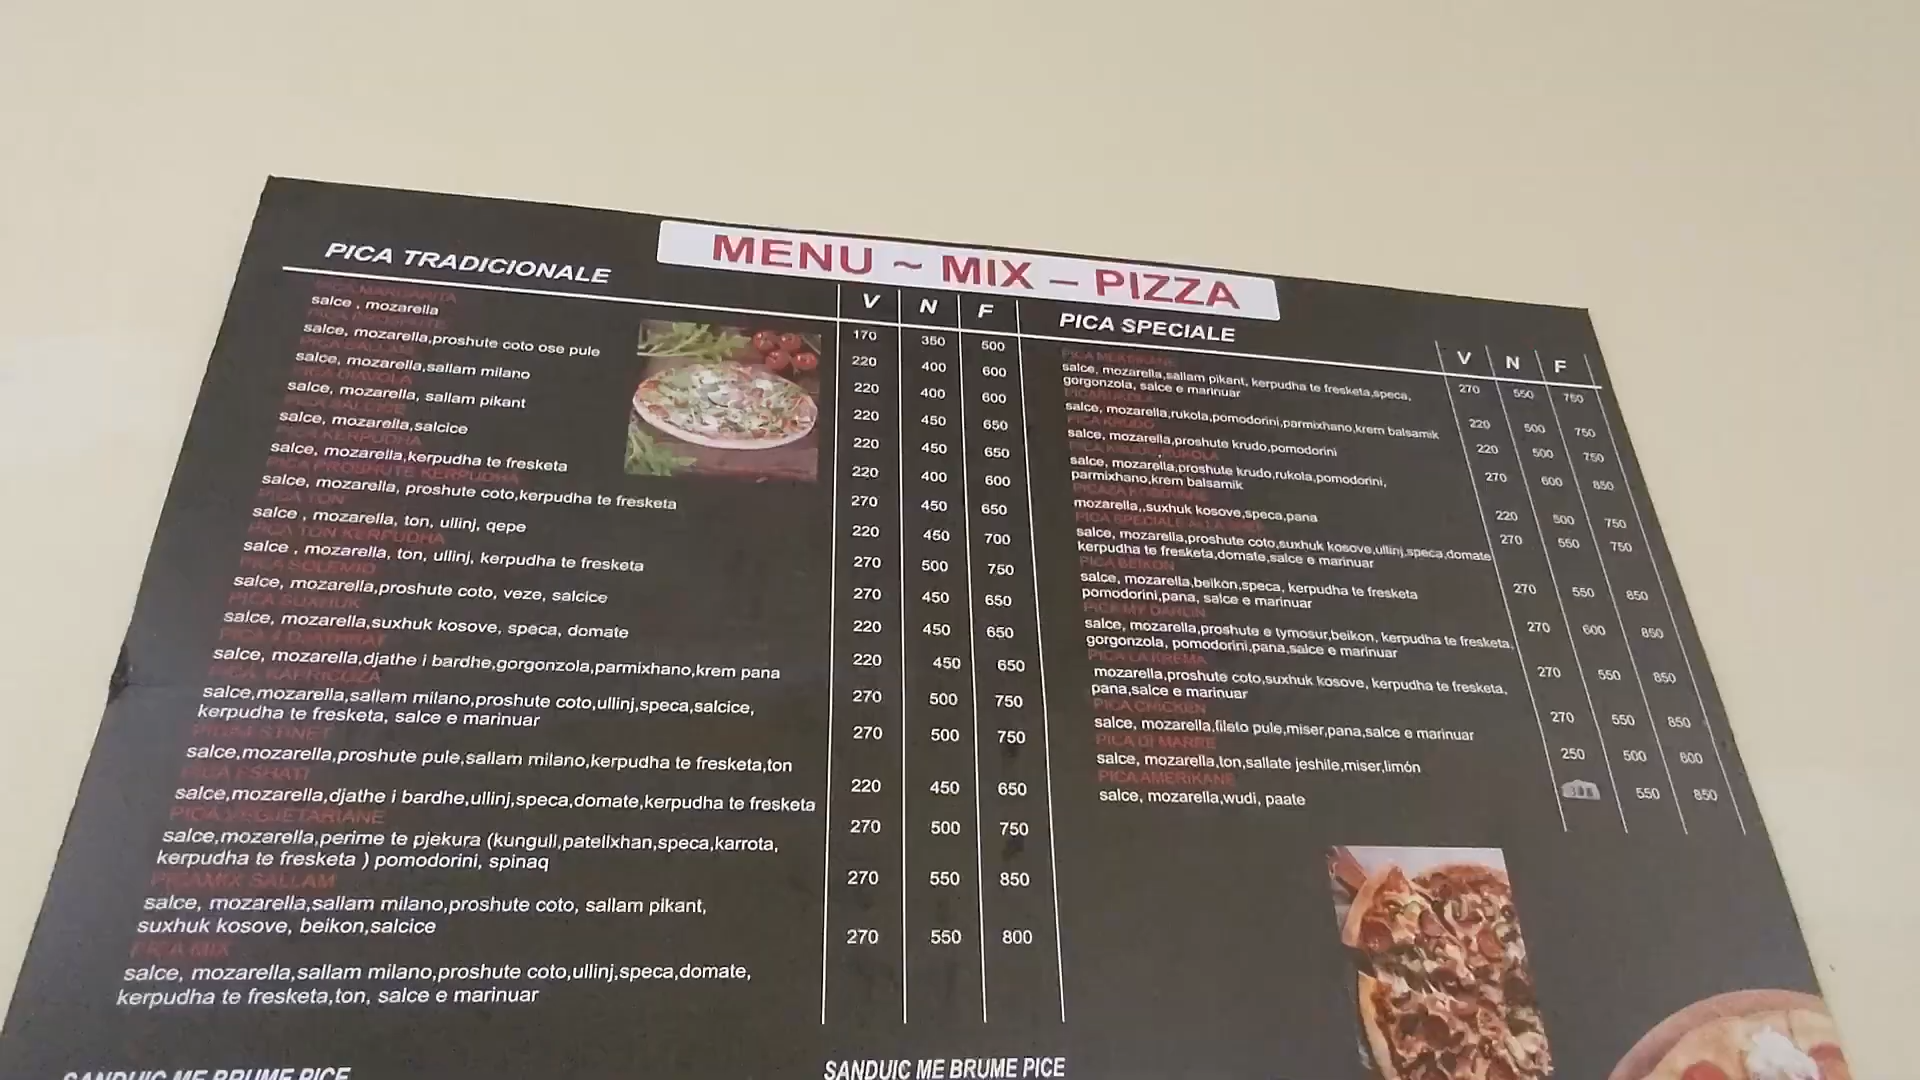 MENU ~ MIX – PIZZA
PICA TRADICIONALE
V N F
PICA MARGARITA
salce , mozarella
170 350 500
PICA PROSHUTE
salce, mozarella,proshute coto ose pule
220 400 600
PICA SALLAM
salce, mozarella,sallam milano
220 400 600
PICA DIAVOLA
salce, mozarella, sallam pikant
220 450 650
PICA SALCICE
salce, mozarella,salcice
220 450 650
PICA KERPUDHA
salce, mozarella,kerpudha te fresketa
220 400 600
PICA PROSHUTE KERPUDHA
salce, mozarella, proshute coto,kerpudha te fresketa
270 450 650
PICA TON
salce , mozarella, ton, ullinj, qepe
220 450 700
PICA TON KERPUDHA
salce , mozarella, ton, ullinj, kerpudha te fresketa
270 500 750
PICA SOLEMIO
salce, mozarella,proshute coto, veze, salcice
270 450 650
PICA SUXHUK
salce, mozarella,suxhuk kosove, speca, domate
220 450 650
PICA 4 DJATHRAT
salce, mozarella,djathe i bardhe,gorgonzola,parmixhano,krem pana
220 450 650
PICA KAPRICOZA
salce,mozarella,sallam milano,proshute coto,ullinj,speca,salcice,
kerpudha te fresketa, salce e marinuar
270 500 750
salce,mozarella,proshute pule,sallam milano,kerpudha te fresketa,ton
270 500 750
PICA FSHATI
salce,mozarella,djathe i bardhe,ullinj,speca,domate,kerpudha te fresketa
220 450 650
PICA VEGJETARIANE
salce,mozarella,perime te pjekura (kungull,patellxhan,speca,karrota,
kerpudha te fresketa ) pomodorini, spinaq
270 500 750
PICAMIX SALLAM
salce, mozarella,sallam milano,proshute coto, sallam pikant,
suxhuk kosove, beikon,salcice
270 550 850
PICA MIX
salce, mozarella,sallam milano,proshute coto,ullinj,speca,domate,
kerpudha te fresketa,ton, salce e marinuar
270 550 800
PICA SPECIALE
V N F
PICA MEKSIKANE
salce, mozarella,sallam pikant, kerpudha te fresketa,speca,
gorgonzola, salce e marinuar
270 550 750
PICARUKOLA
salce, mozarella,rukola,pomodorini,parmixhano,krem balsamik
220 500 750
PICA KRUDO
salce, mozarella,proshute krudo,pomodorini
220 500 750
PICA KRUDO,RUKOLA
salce, mozarella,proshute krudo,rukola,pomodorini,
parmixhano,krem balsamik
270 600 850
PICAZA KOSOVARE
mozarella,,suxhuk kosove,speca,pana
220 500 750
PICA SPECIALE
salce, mozarella,proshute coto,suxhuk kosove,ullinj,speca,domate
kerpudha te fresketa,domate,salce e marinuar
270 550 750
PICA BEIKON
salce, mozarella,beikon,speca, kerpudha te fresketa
pomodorini,pana, salce e marinuar
270 550 850
PICA MY DARLIN
salce, mozarella,proshute e tymosur,beikon, kerpudha te fresketa,
gorgonzola, pomodorini,pana,salce e marinuar
270 600 850
PICA LA KREMA
mozarella,proshute coto,suxhuk kosove, kerpudha te fresketa,
pana,salce e marinuar
270 550 850
PICA CHICKEN
salce, mozarella,fileto pule,miser,pana,salce e marinuar
270 550 850
PICA DI MARRE
salce, mozarella,ton,sallate jeshile,miser,limón
250 500 800
PICA AMERIKANE
salce, mozarella,wudi, paate
550 850
SANDUIC ME BRUME PICE
SANDUIC ME BRUME PICE